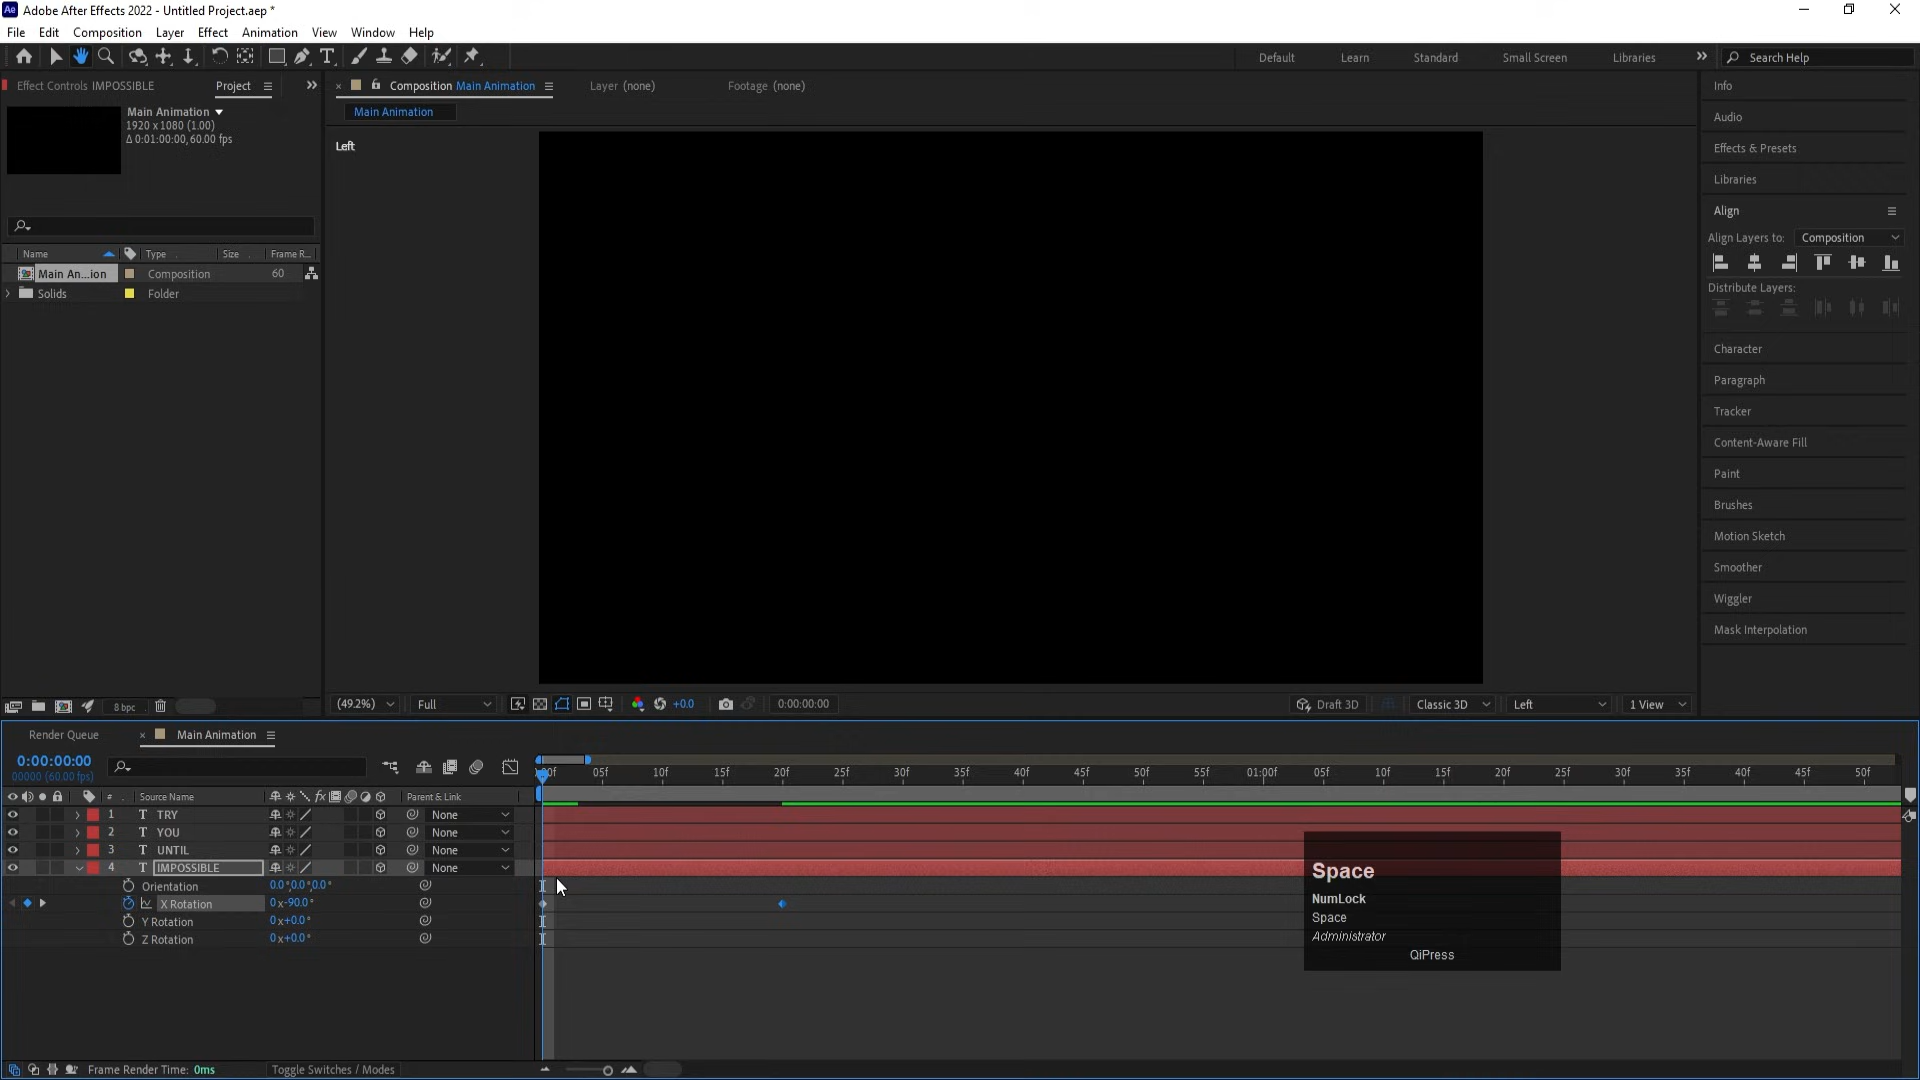 Adobe After Effects 2022 - Untitled Project.aep *
File Edit Composition Layer Effect Animation View Window Help
Default Learn Standard Small Screen Libraries Search Help
Effect Controls IMPOSSIBLE Project
Composition Main Animation Layer (none) Footage (none)
Main Animation
Main Animation
1920 x 1080 (1.00)
Δ 0:01:00:00, 60.00 fps
Left
Name Type Size Frame R...
Main An...ion Composition 60
Solids Folder
8 bpc
(49.2%) Full +0.0 0:00:00:00 Draft 3D Classic 3D Left 1 View
Info
Audio
Effects & Presets
Libraries
Align
Align Layers to: Composition
Distribute Layers:
Character
Paragraph
Tracker
Content-Aware Fill
Paint
Brushes
Motion Sketch
Smoother
Wiggler
Mask Interpolation
Render Queue Main Animation
0:00:00:00
00000 (60.00 fps)
05f 10f 15f 20f 25f 30f 35f 40f 45f 50f 55f 01:00f 05f 10f 15f 20f 25f 30f 35f 40f 45f 50f
# Source Name fx Parent & Link
1 T TRY None
2 T YOU None
3 T UNTIL None
4 T IMPOSSIBLE None
Orientation 0.0°,0.0°,0.0°
X Rotation 0x-90.0°
Y Rotation 0x+0.0°
Z Rotation 0x+0.0°
Space
NumLock
Space
Administrator
QiPress
Frame Render Time: 0ms Toggle Switches / Modes